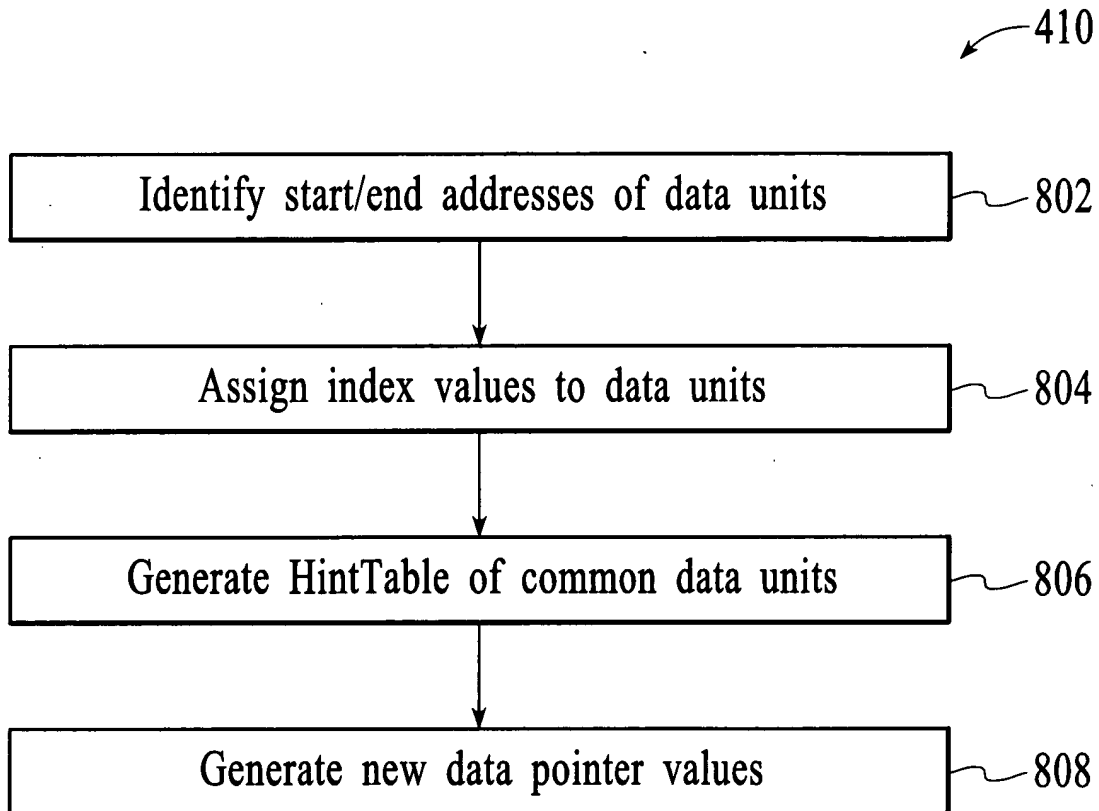 410
Identify start/end addresses of data units
802
Assign index values to data units
804
Generate HintTable of common data units
806
Generate new data pointer values
808